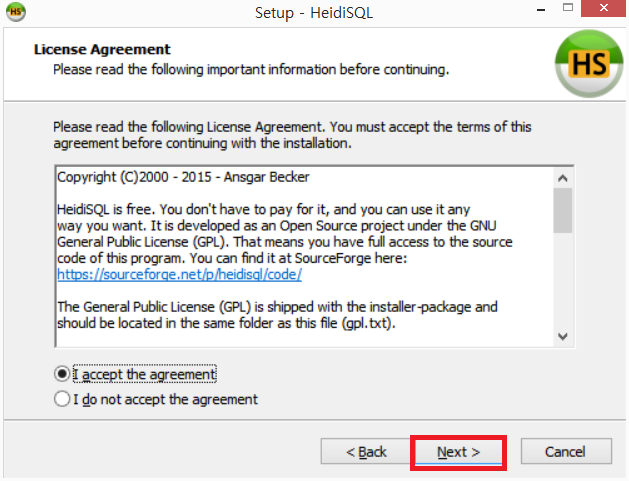 HS
Setup - HeidiSQL
License Agreement
Please read the following important information before continuing.
HS
Please read the following License Agreement. You must accept the terms of this
agreement before continuing with the installation.
Copyright (C)2000 - 2015 - Ansgar Becker
HeidiSQL is free. You don't have to pay for it, and you can use it any
way you want. It is developed as an Open Source project under the GNU
General Public License (GPL). That means you have full access to the source
code of this program. You can find it at SourceForge here:
https://sourceforge.net/p/heidisql/code/
The General Public License (GPL) is shipped with the installer-package and
should be located in the same folder as this file (gpl.txt).
I accept the agreement
I do not accept the agreement
< Back
Next >
Cancel